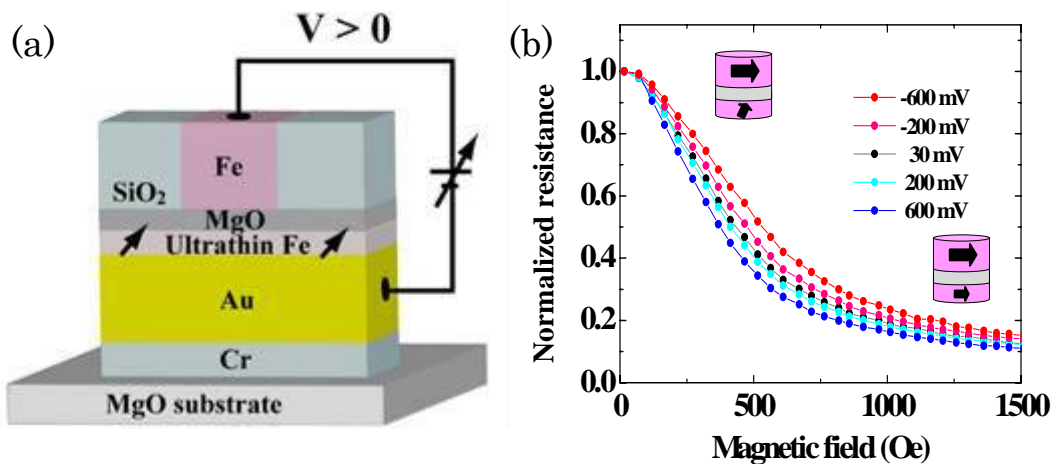 (a)
V > 0
Fe
SiO₂
MgO
Ultrathin Fe
Au
Cr
MgO substrate
(b)
Normalized resistance
1.0
0.8
0.6
0.4
0.2
0.0
-600 mV
-200 mV
30 mV
200 mV
600 mV
0
500
1000
1500
Magnetic field (Oe)